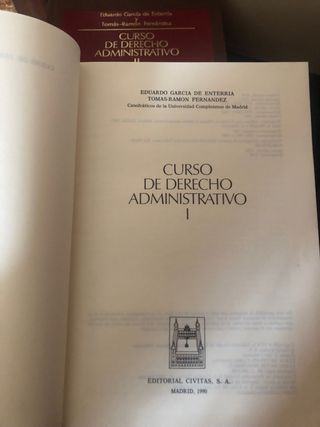 Eduardo García de Enterría
y
Tomás-Ramón Fernández
CURSO
DE DERECHO
ADMINISTRATIVO
II
EDUARDO GARCIA DE ENTERRIA
TOMAS-RAMON FERNANDEZ
Catedráticos de la Universidad Complutense de Madrid
CURSO
DE DERECHO
ADMINISTRATIVO
I
EDITORIAL CIVITAS, S. A.
MADRID, 1990